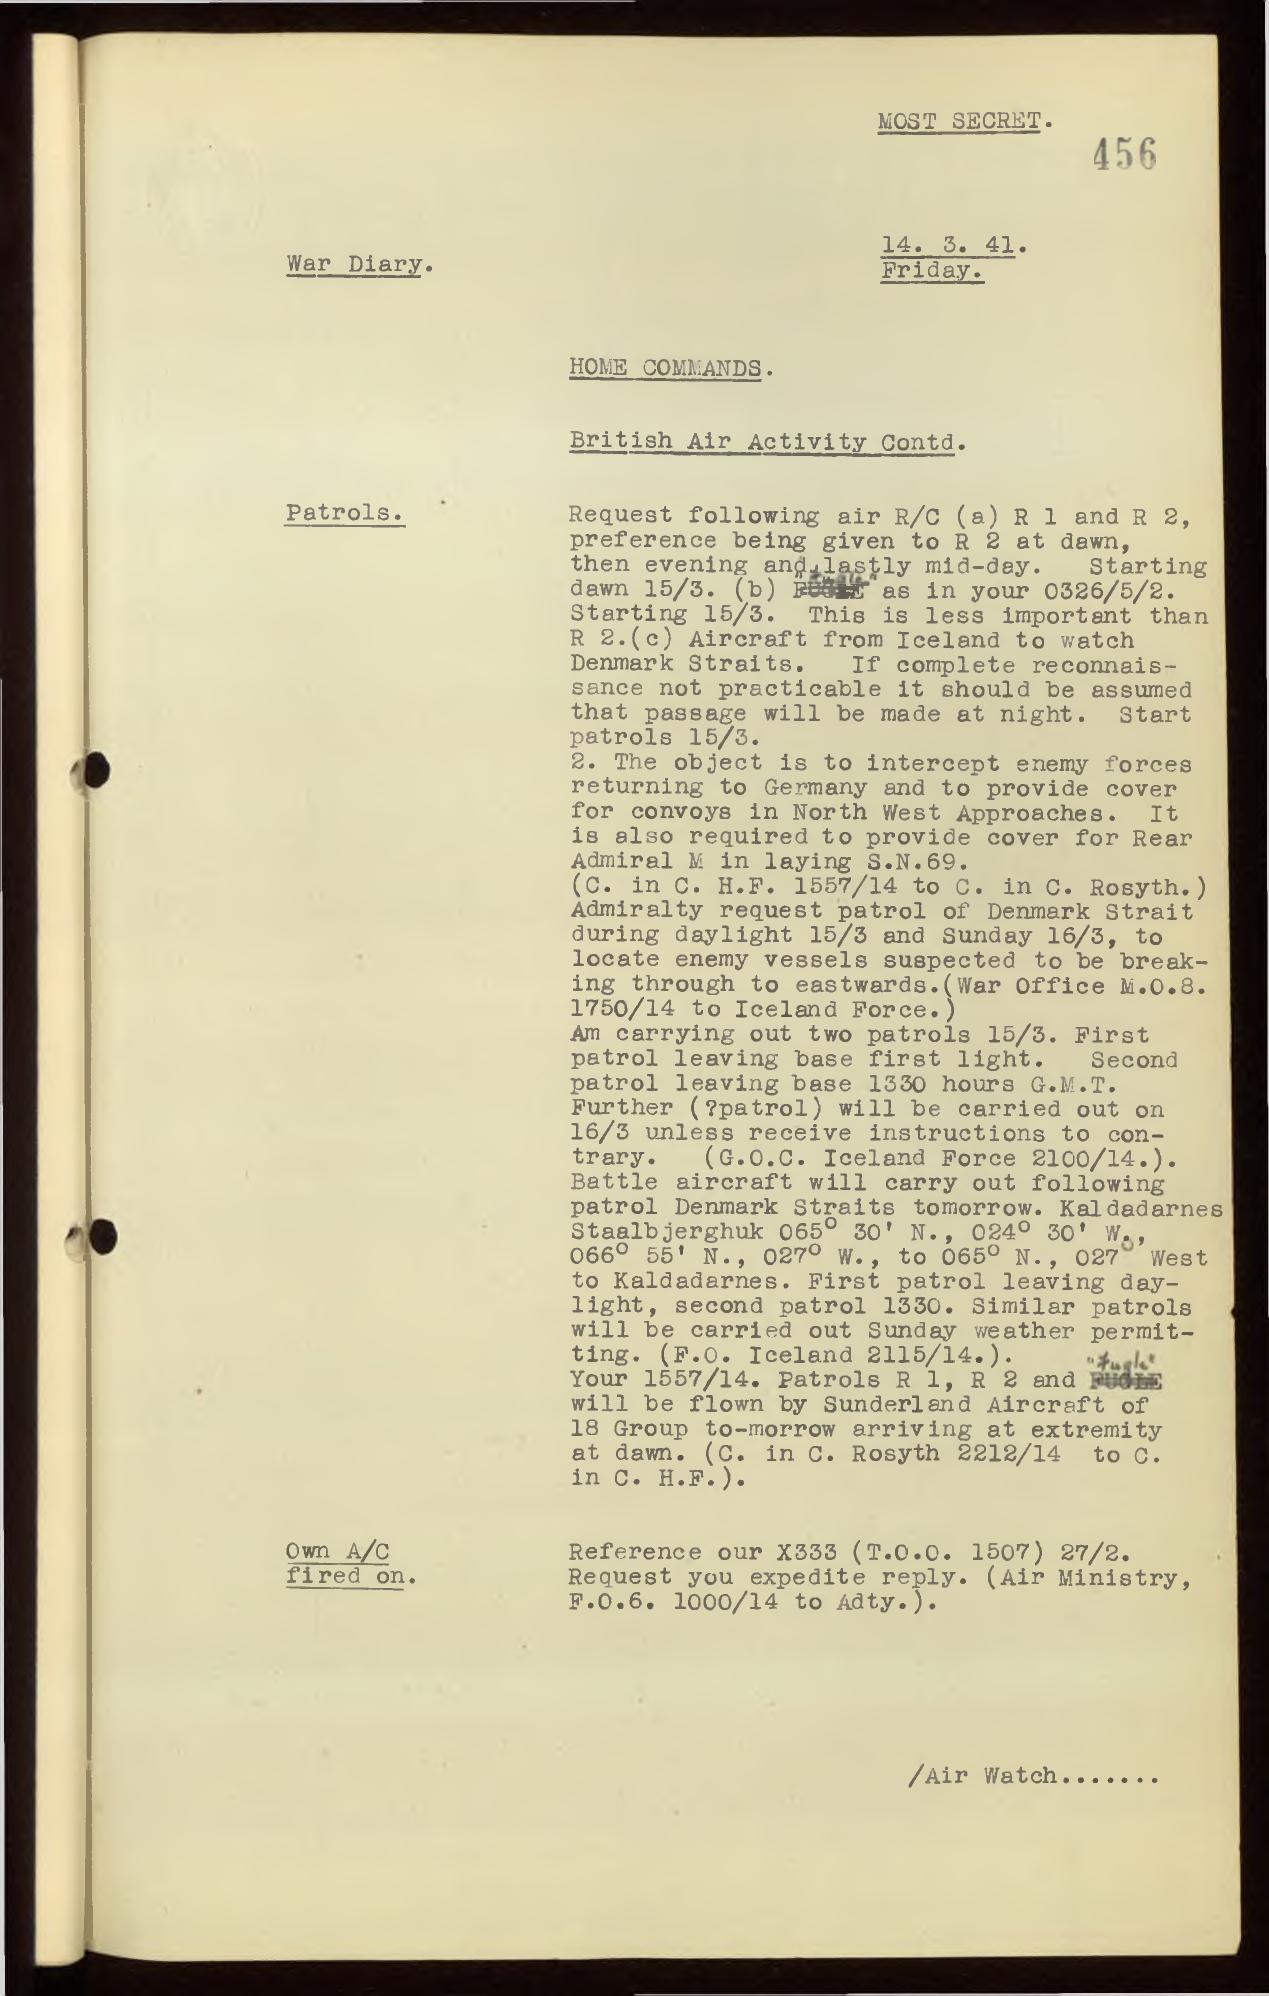 MOST SECRET.
456
War Diary.
14. 3. 41.
Friday.
HOME COMMANDS.
British Air Activity Contd.
Patrols.
Request following air R/C (a) R 1 and R 2,
preference being given to R 2 at dawn,
then evening and, lastly mid-day. Starting
"Fugle"
dawn 15/3. (b) FUGLE as in your 0326/5/2.
Starting 15/3. This is less important than
R 2.(c) Aircraft from Iceland to watch
Denmark Straits. If complete reconnais-
sance not practicable it should be assumed
that passage will be made at night. Start
patrols 15/3.
2. The object is to intercept enemy forces
returning to Germany and to provide cover
for convoys in North West Approaches. It
is also required to provide cover for Rear
Admiral M in laying S.N.69.
(C. in C. H.F. 1557/14 to C. in C. Rosyth.)
Admiralty request patrol of Denmark Strait
during daylight 15/3 and Sunday 16/3, to
locate enemy vessels suspected to be break-
ing through to eastwards.(War Office M.O.8.
1750/14 to Iceland Force.)
Am carrying out two patrols 15/3. First
patrol leaving base first light. Second
patrol leaving base 1330 hours G.M.T.
Further (?patrol) will be carried out on
16/3 unless receive instructions to con-
trary. (G.O.C. Iceland Force 2100/14.).
Battle aircraft will carry out following
patrol Denmark Straits tomorrow. Kaldadarnes
Staalbjerghuk 065° 30' N., 024° 30' W.,
066° 55' N., 027° W., to 065° N., 027° West
to Kaldadarnes. First patrol leaving day-
light, second patrol 1330. Similar patrols
will be carried out Sunday weather permit-
ting. (F.O. Iceland 2115/14.).
"Fugle"
Your 1557/14. Patrols R 1, R 2 and FUGLE
will be flown by Sunderland Aircraft of
18 Group to-morrow arriving at extremity
at dawn. (C. in C. Rosyth 2212/14 to C.
in C. H.F.).
Own A/C
fired on.
Reference our X333 (T.O.O. 1507) 27/2.
Request you expedite reply. (Air Ministry,
F.O.6. 1000/14 to Adty.).
/Air Watch.......